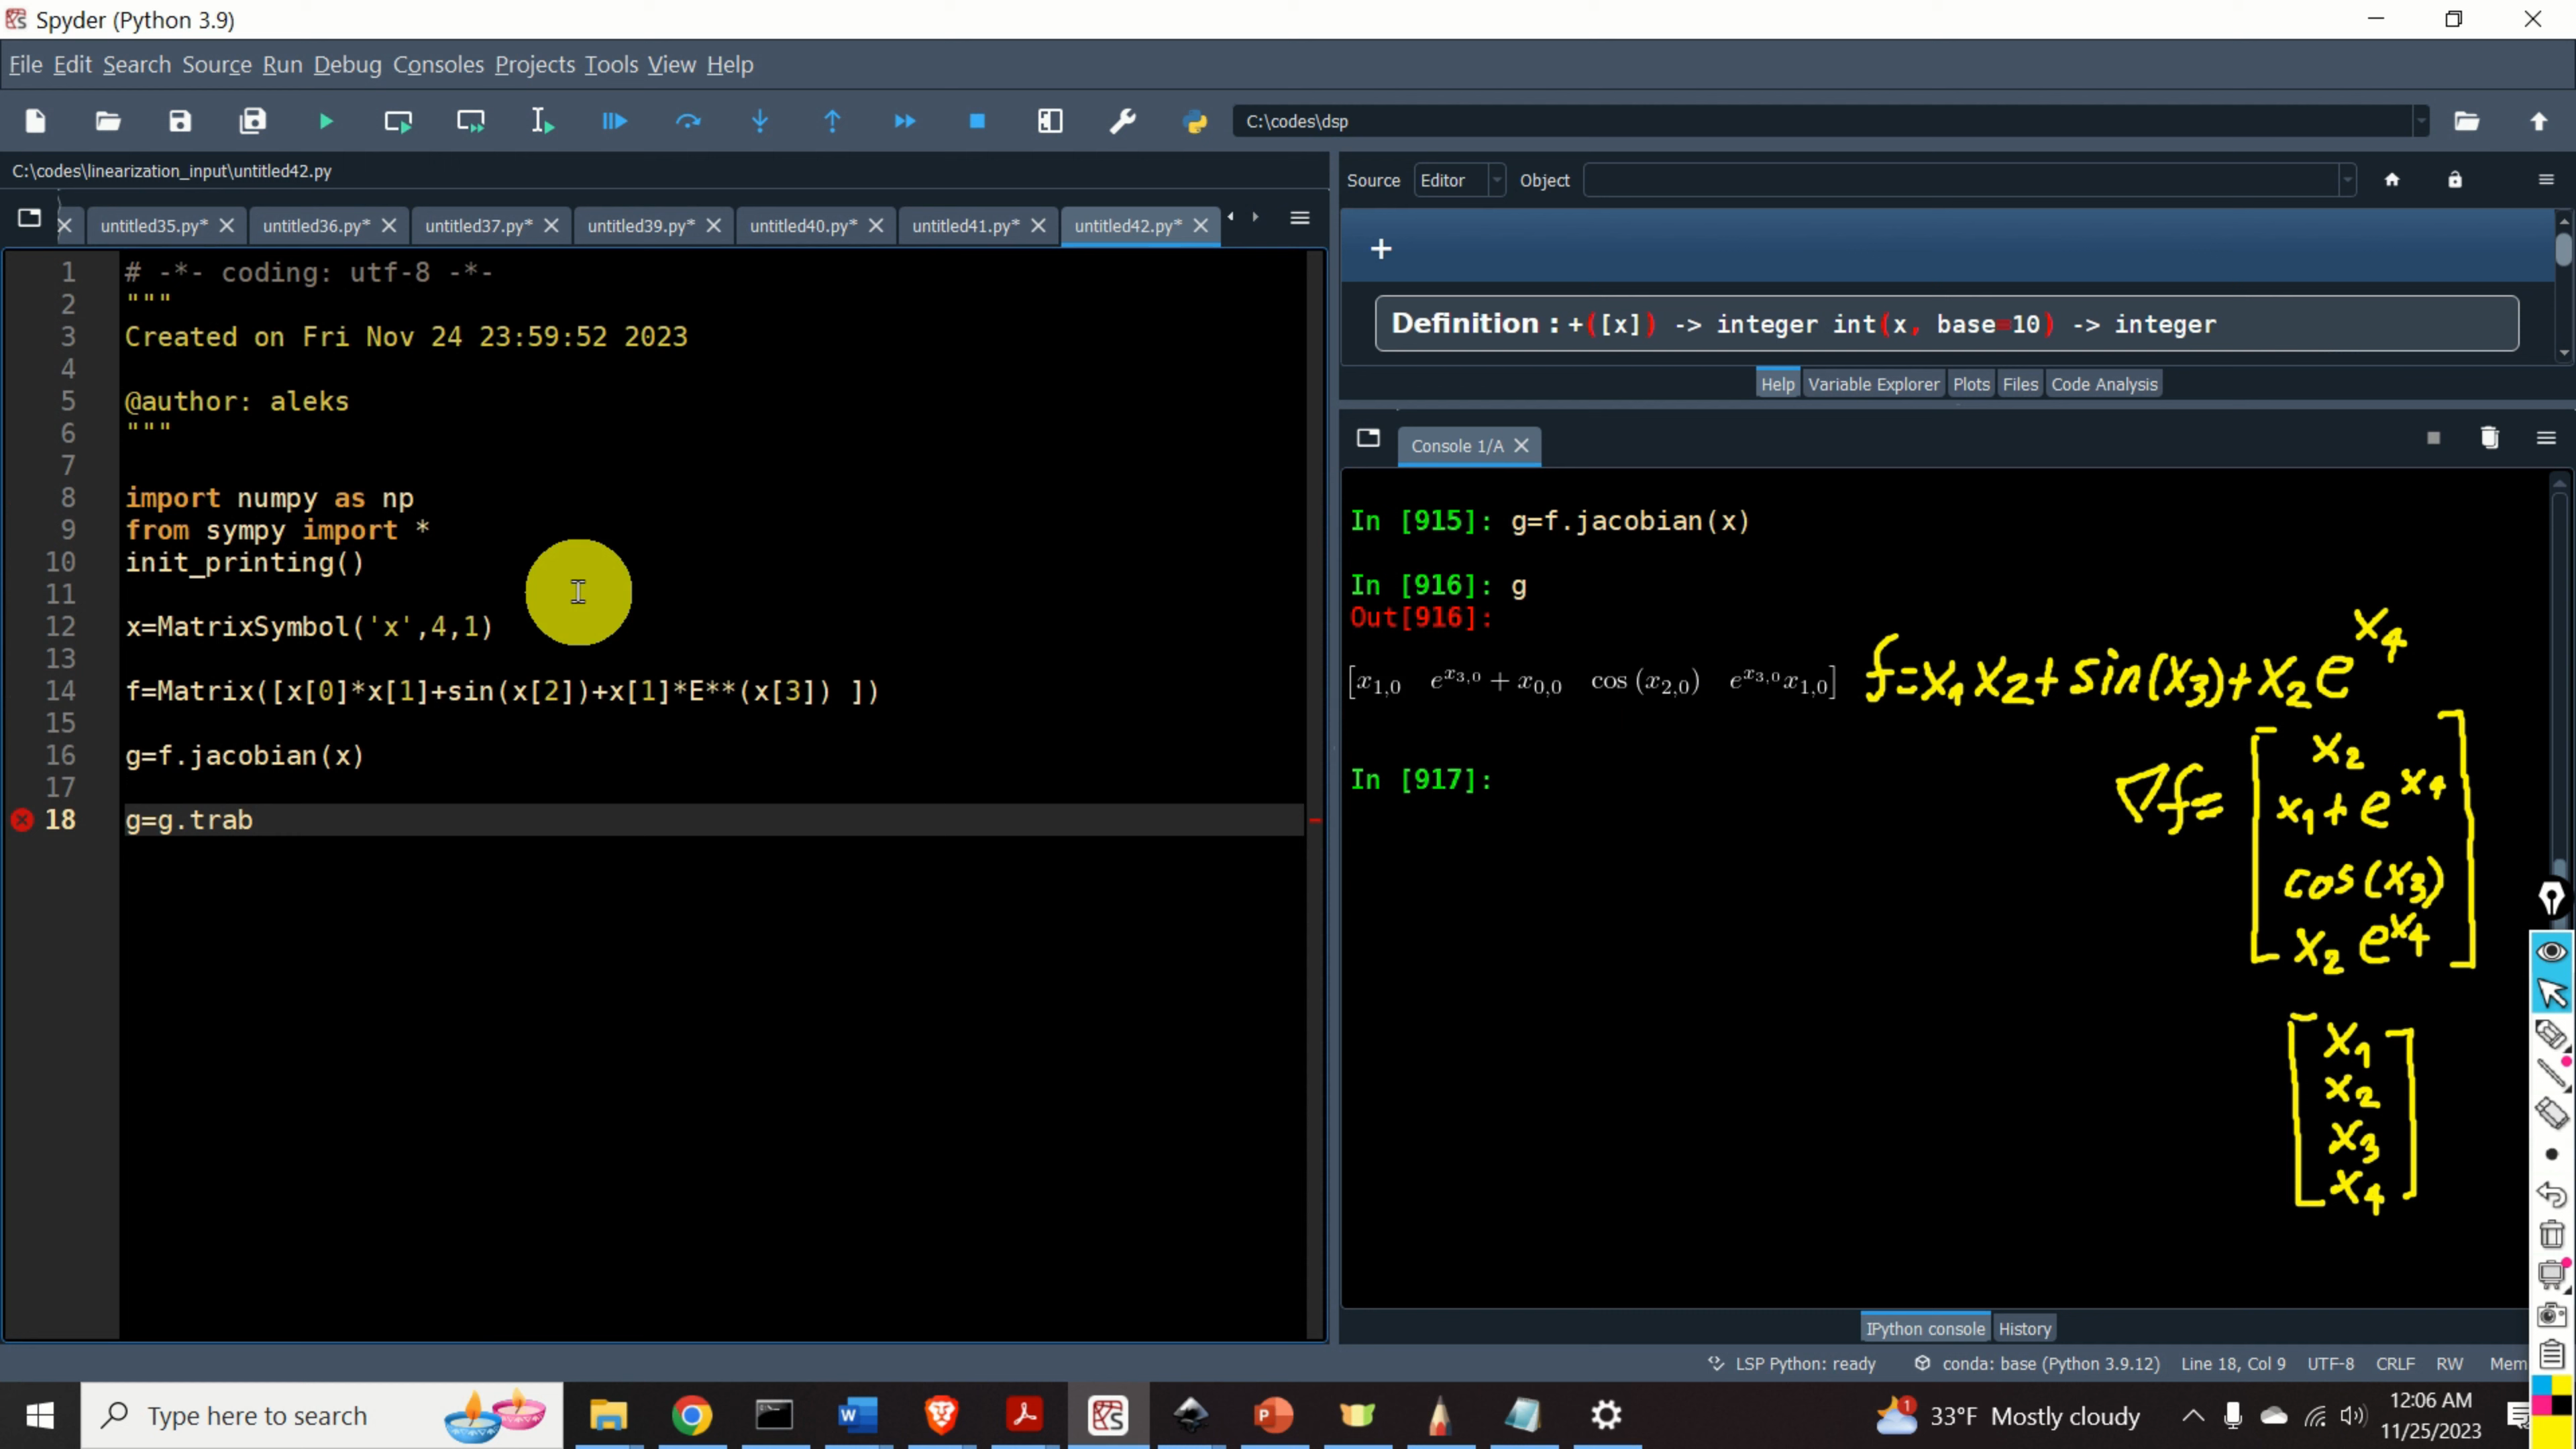 Spyder (Python 3.9)
File Edit Search Source Run Debug Consoles Projects Tools View Help
C:\codes\dsp
C:\codes\linearization_input\untitled42.py
untitled35.py* untitled36.py* untitled37.py* untitled39.py* untitled40.py* untitled41.py* untitled42.py*
1 # -*- coding: utf-8 -*-
2 """
3 Created on Fri Nov 24 23:59:52 2023
4
5 @author: aleks
6 """
7
8 import numpy as np
9 from sympy import *
10 init_printing()
11
12 x=MatrixSymbol('x',4,1)
13
14 f=Matrix([x[0]*x[1]+sin(x[2])+x[1]*E**(x[3]) ])
15
16 g=f.jacobian(x)
17
18 g=g.trab
Source Editor Object
+
Definition : +([x]) -> integer int(x, base=10) -> integer
Help Variable Explorer Plots Files Code Analysis
Console 1/A
In [915]: g=f.jacobian(x)
In [916]: g
Out[916]:
[x₁,₀ e^x₃,₀ + x₀,₀ cos (x₂,₀) e^x₃,₀ x₁,₀]
f=x₁x₂+sin(x₃)+x₂e^x₄
In [917]:
∇f=
[x₂
x₁+e^x₄
cos(x₃)
x₂ e^x₄]
[x₁
x₂
x₃
x₄]
IPython console History
LSP Python: ready conda: base (Python 3.9.12) Line 18, Col 9 UTF-8 CRLF RW Mem
Type here to search
1 33°F Mostly cloudy
12:06 AM
11/25/2023